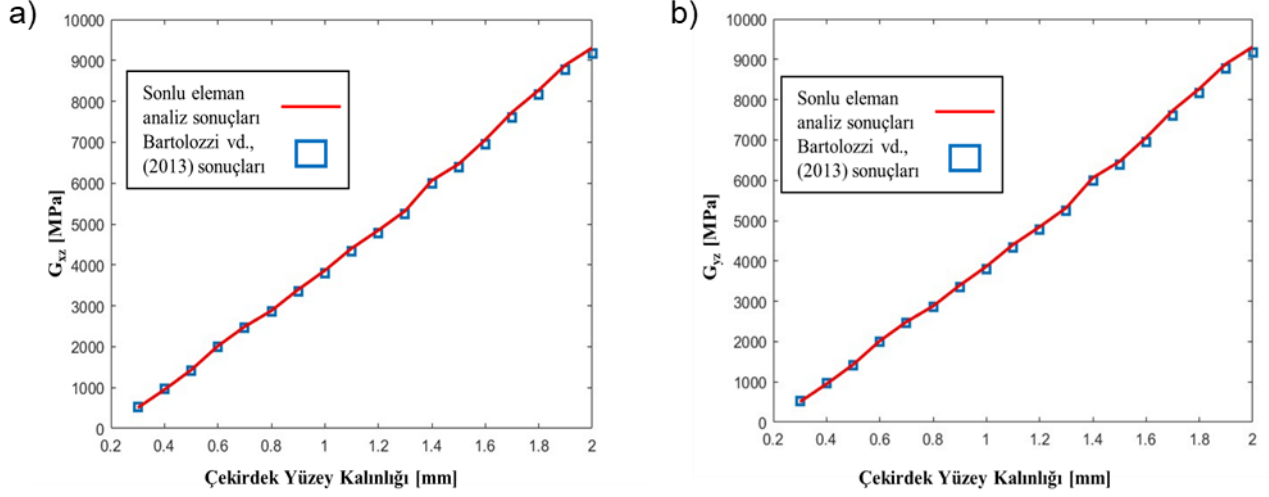 a)
10000
9000
8000
7000
6000
5000
4000
3000
2000
1000
0
G_xz [MPa]
Sonlu eleman
analiz sonuçları
Bartolozzi vd.,
(2013) sonuçları
0.2 0.4 0.6 0.8 1 1.2 1.4 1.6 1.8 2
Çekirdek Yüzey Kalınlığı [mm]
b)
10000
9000
8000
7000
6000
5000
4000
3000
2000
1000
0
G_yz [MPa]
Sonlu eleman
analiz sonuçları
Bartolozzi vd.,
(2013) sonuçları
0.2 0.4 0.6 0.8 1 1.2 1.4 1.6 1.8 2
Çekirdek Yüzey Kalınlığı [mm]